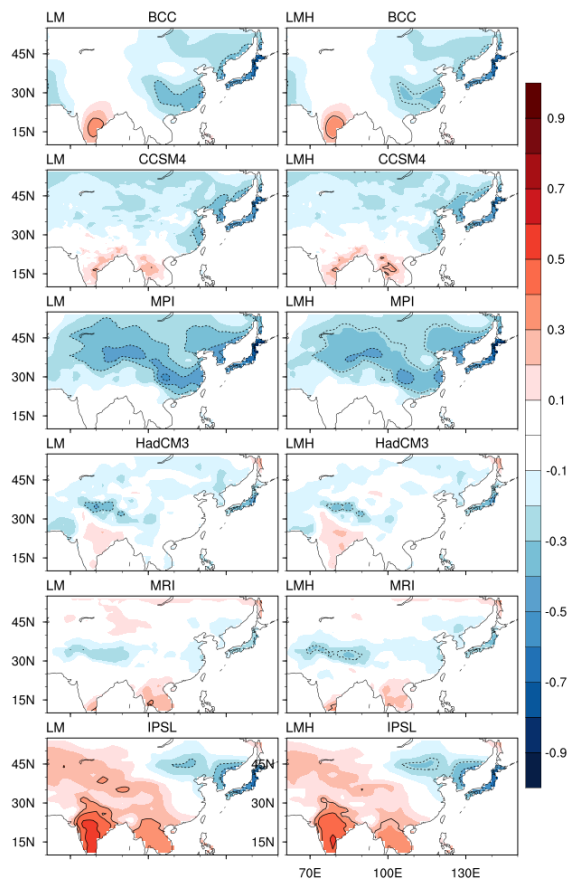 LM BCC LMH BCC
45N
30N
15N
LM CCSM4 LMH CCSM4
45N
30N
15N
LM MPI LMH MPI
45N
30N
15N
LM HadCM3 LMH HadCM3
45N
30N
15N
LM MRI LMH MRI
45N
30N
15N
LM IPSL LMH IPSL
45N 45N
30N 30N
15N 15N
70E 100E 130E
0.9
0.7
0.5
0.3
0.1
-0.1
-0.3
-0.5
-0.7
-0.9